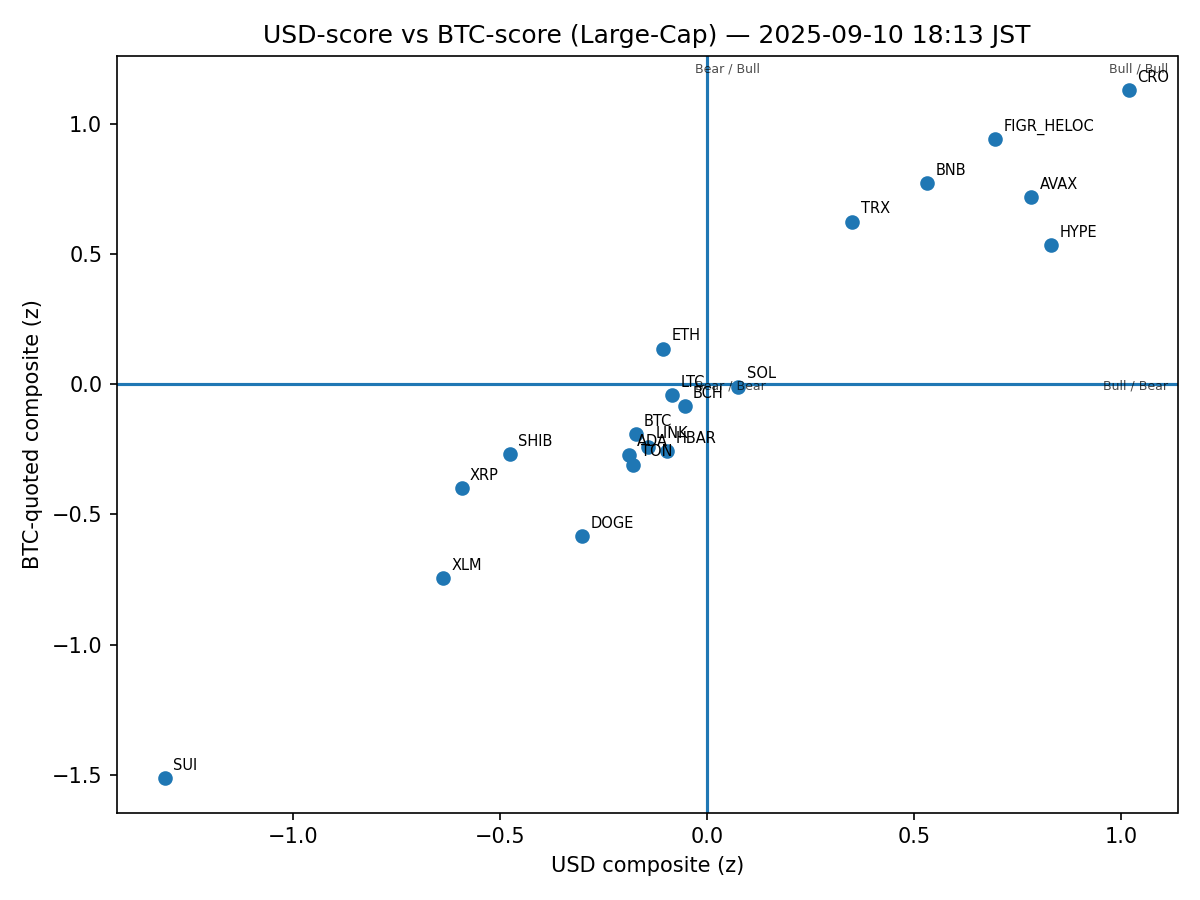 USD-score vs BTC-score (Large-Cap) — 2025-09-10 18:13 JST
Bear / Bull
Bull / Bull
CRO
1.0
FIGR_HELOC
BNB
AVAX
TRX
HYPE
0.5
ETH
SOL
0.0
LTC
Bear / Bear
Bull / Bear
BCH
BTC
LINK
HBAR
ADA
SHIB
TON
XRP
−0.5
DOGE
XLM
−1.0
SUI
−1.5
BTC-quoted composite (z)
−1.0
−0.5
0.0
0.5
1.0
USD composite (z)